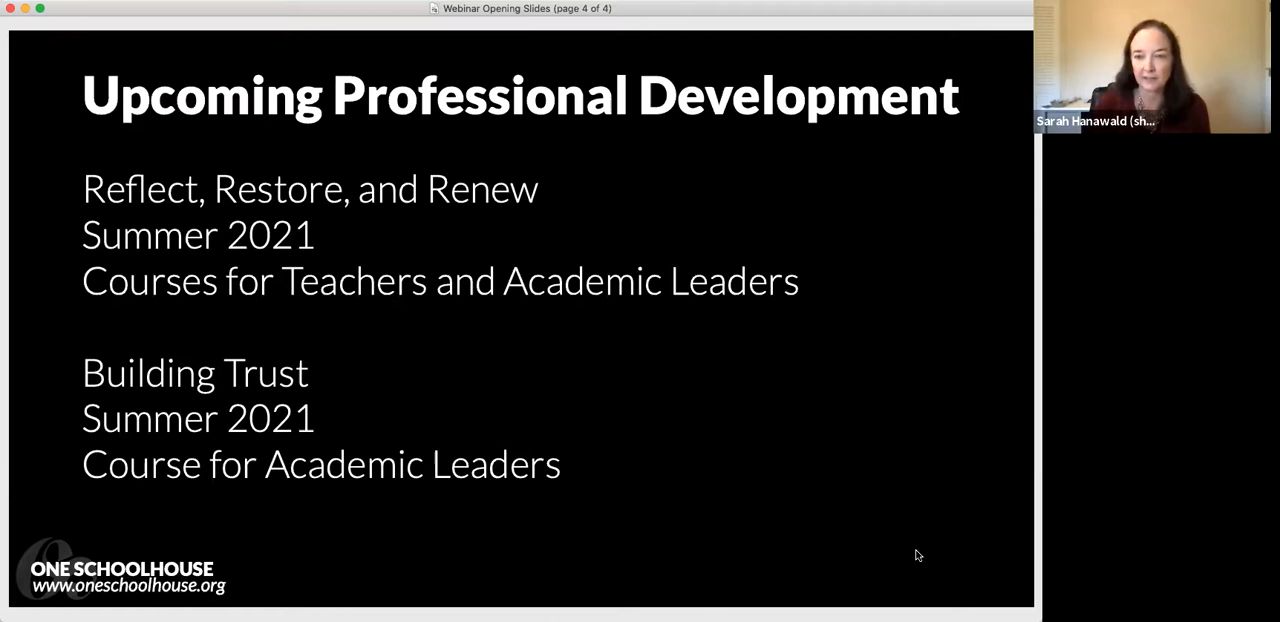 Webinar Opening Slides (page 4 of 4)
Upcoming Professional Development
Reflect, Restore, and Renew
Summer 2021
Courses for Teachers and Academic Leaders
Building Trust
Summer 2021
Course for Academic Leaders
ONE SCHOOLHOUSE
www.oneschoolhouse.org
Sarah Hanawald (sh...